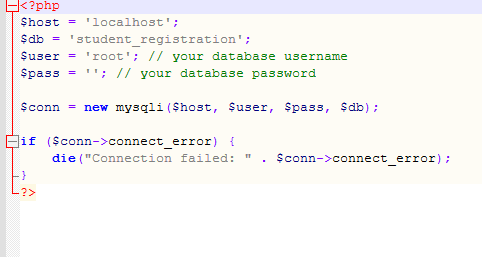 <?php
$host = 'localhost';
$db = 'student_registration';
$user = 'root'; // your database username
$pass = ''; // your database password
$conn = new mysqli($host, $user, $pass, $db);
if ($conn->connect_error) {
    die("Connection failed: " . $conn->connect_error);
}
?>